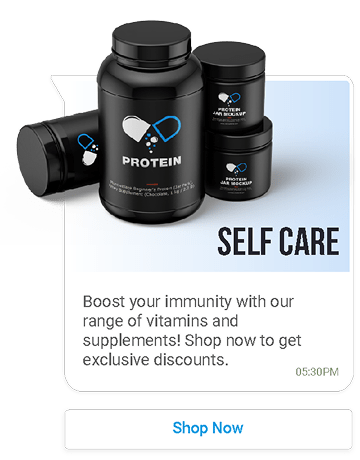 PROTEIN
PROTEIN
JAR MOCKUP
PROTEIN
JAR MOCKUP
SELF CARE
Boost your immunity with our
range of vitamins and
supplements! Shop now to get
exclusive discounts.
05:30PM
Shop Now